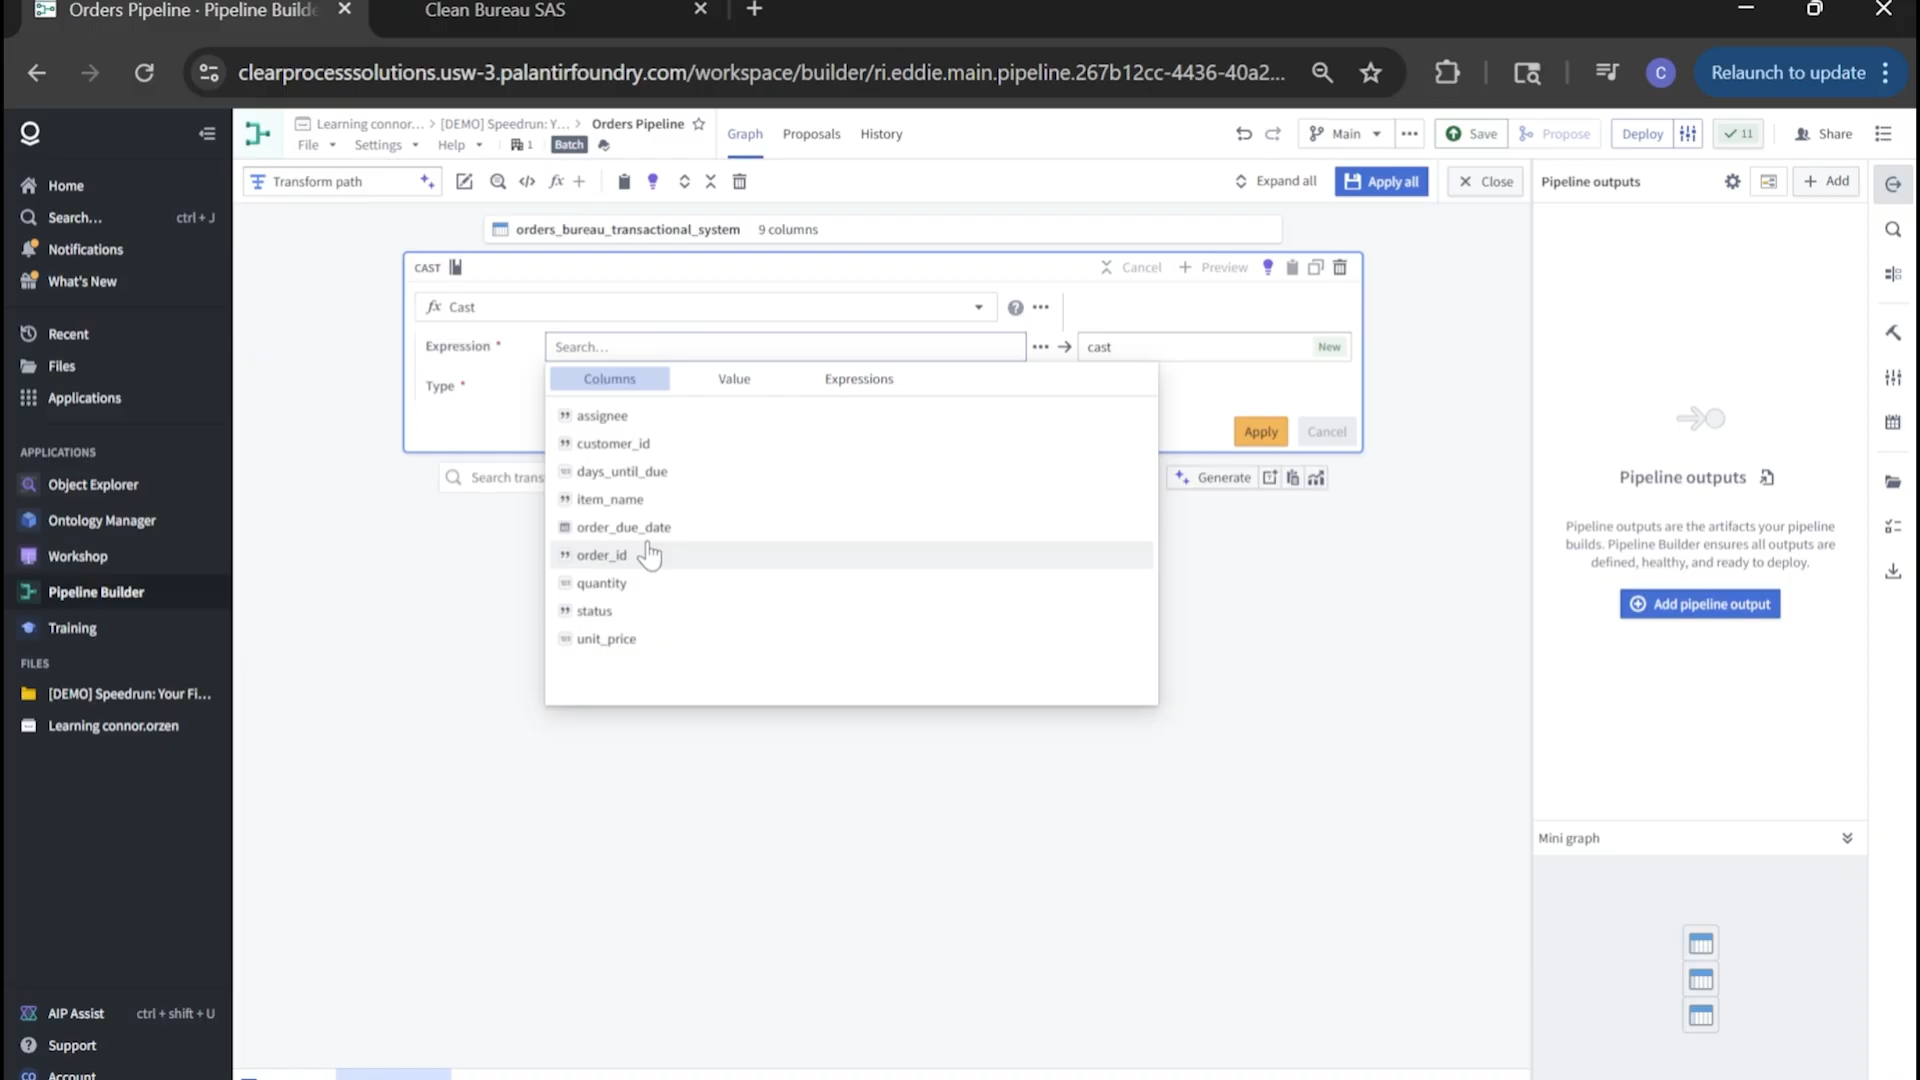 Orders Pipeline · Pipeline Builde
Clean Bureau SAS
clearprocesssolutions.usw-3.palantirfoundry.com/workspace/builder/ri.eddie.main.pipeline.267b12cc-4436-40a2...
C
Relaunch to update
Learning connor... > [DEMO] Speedrun: Y... > Orders Pipeline
File Settings Help 1 Batch
Graph Proposals History
Main
Save
Propose
Deploy
11
Share
Transform path
Expand all
Apply all
Close
Pipeline outputs
Add
Home
Search... ctrl+J
Notifications
What's New
Recent
Files
Applications
APPLICATIONS
Object Explorer
Ontology Manager
Workshop
Pipeline Builder
Training
FILES
[DEMO] Speedrun: Your Fi...
Learning connor.orzen
AIP Assist ctrl + shift + U
Support
CO Account
orders_bureau_transactional_system 9 columns
CAST
Cancel
Preview
fx Cast
Expression *
Search...
cast
New
Type *
Columns Value Expressions
assignee
customer_id
days_until_due
item_name
order_due_date
order_id
quantity
status
unit_price
Apply Cancel
Search trans
Generate
Pipeline outputs
Pipeline outputs are the artifacts your pipeline
builds. Pipeline Builder ensures all outputs are
defined, healthy, and ready to deploy.
Add pipeline output
Mini graph